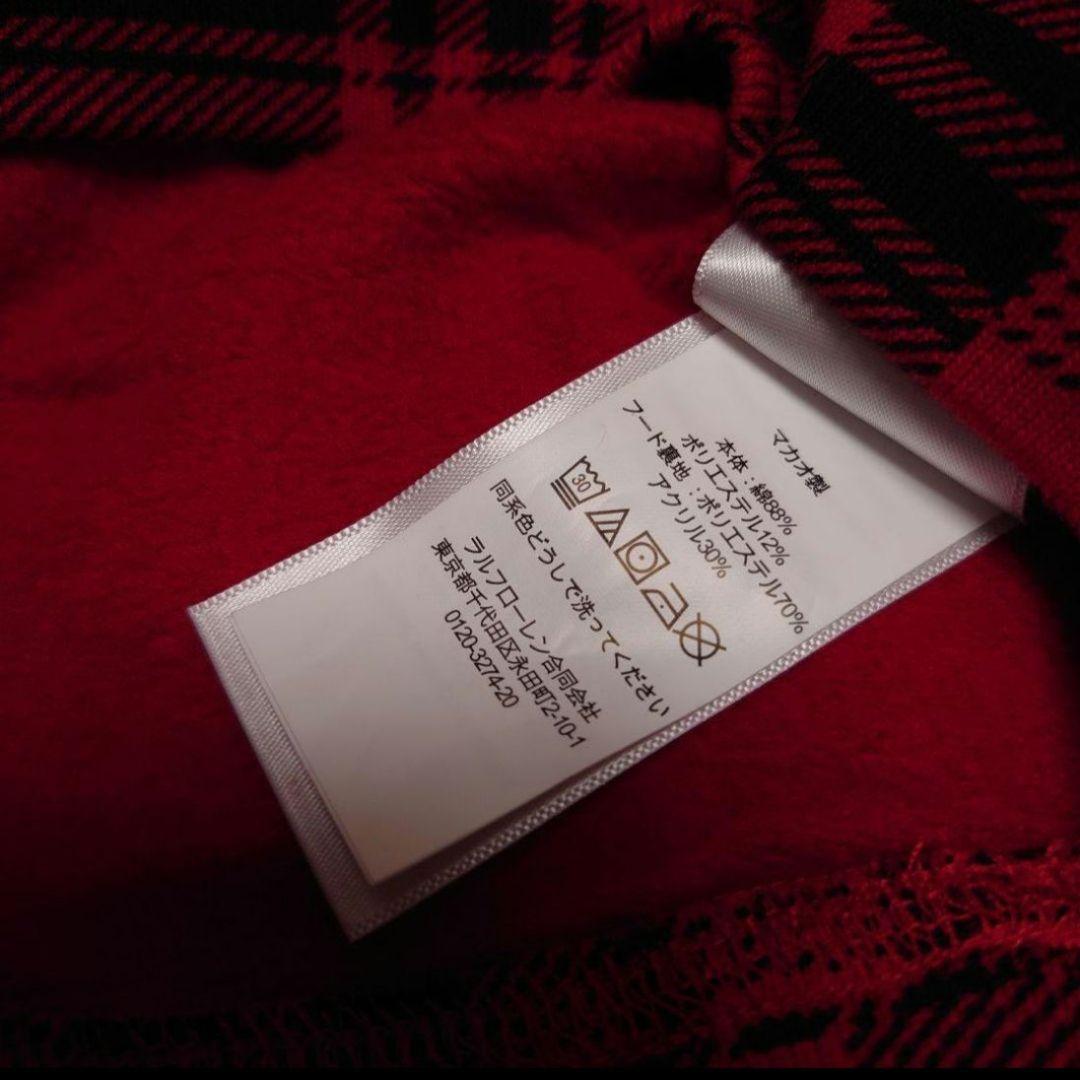 マカオ製
本体：綿88%
ポリエステル12%
フード裏地：ポリエステル70%
アクリル30%
30
同系色どうしで洗ってください
ラルフローレン合同会社
東京都千代田区永田町2-10-1
0120-3274-20